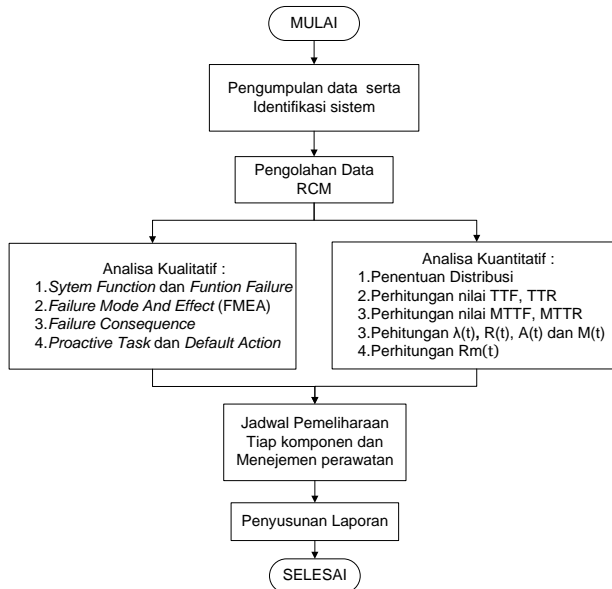 MULAI
Pengumpulan data serta
Identifikasi sistem
Pengolahan Data
RCM
Analisa Kualitatif :
1.Sytem Function dan Funtion Failure
2.Failure Mode And Effect (FMEA)
3.Failure Consequence
4.Proactive Task dan Default Action
Analisa Kuantitatif :
1.Penentuan Distribusi
2.Perhitungan nilai TTF, TTR
3.Perhitungan nilai MTTF, MTTR
3.Pehitungan λ(t), R(t), A(t) dan M(t)
4.Perhitungan Rm(t)
Jadwal Pemeliharaan
Tiap komponen dan
Menejemen perawatan
Penyusunan Laporan
SELESAI